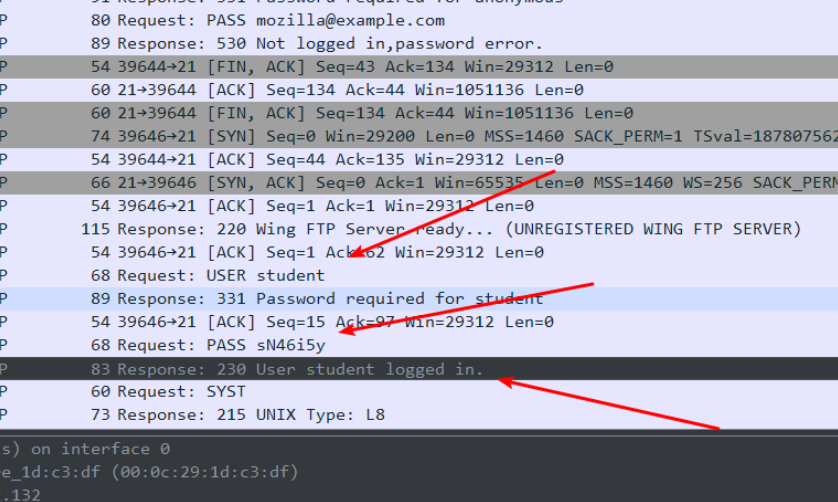 P 91 Response: 331 Password required for anonymous
P 80 Request: PASS mozilla@example.com
P 89 Response: 530 Not logged in,password error.
P 54 39644→21 [FIN, ACK] Seq=43 Ack=134 Win=29312 Len=0
P 60 21→39644 [ACK] Seq=134 Ack=44 Win=1051136 Len=0
P 60 21→39644 [FIN, ACK] Seq=134 Ack=44 Win=1051136 Len=0
P 74 39646→21 [SYN] Seq=0 Win=29200 Len=0 MSS=1460 SACK_PERM=1 TSval=187807562
P 54 39644→21 [ACK] Seq=44 Ack=135 Win=29312 Len=0
P 66 21→39646 [SYN, ACK] Seq=0 Ack=1 Win=65535 Len=0 MSS=1460 WS=256 SACK_PERM
P 54 39646→21 [ACK] Seq=1 Ack=1 Win=29312 Len=0
P 115 Response: 220 Wing FTP Server ready... (UNREGISTERED WING FTP SERVER)
P 54 39646→21 [ACK] Seq=1 Ack=62 Win=29312 Len=0
P 68 Request: USER student
P 89 Response: 331 Password required for student
P 54 39646→21 [ACK] Seq=15 Ack=97 Win=29312 Len=0
P 68 Request: PASS sN46i5y
P 83 Response: 230 User student logged in.
P 60 Request: SYST
P 73 Response: 215 UNIX Type: L8
s) on interface 0
e_1d:c3:df (00:0c:29:1d:c3:df)
.132